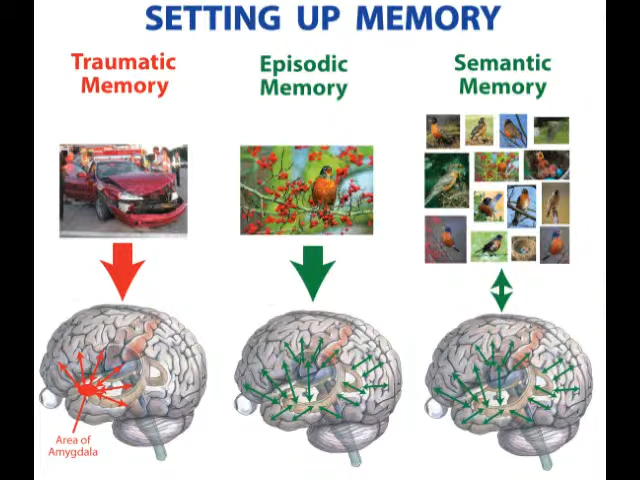 SETTING UP MEMORY
Traumatic
Memory
Episodic
Memory
Semantic
Memory
Area of
Amygdala